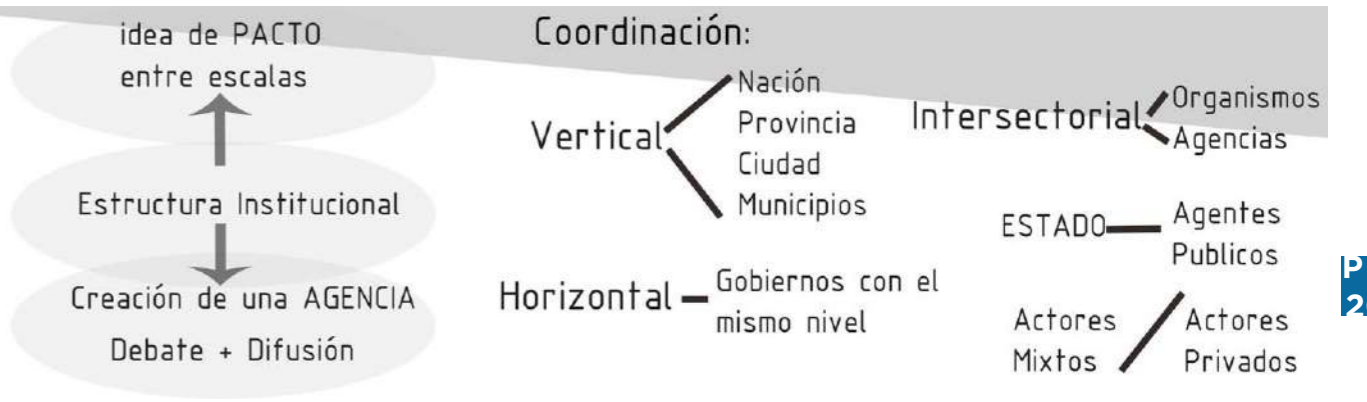 idea de PACTO
entre escalas
Estructura Institucional
Creación de una AGENCIA
Debate + Difusión
Coordinación:
Vertical
Nación
Provincia
Ciudad
Municipios
Horizontal
Gobiernos con el
mismo nivel
Intersectorial
Organismos
Agencias
ESTADO
Agentes
Publicos
Actores
Mixtos
Actores
Privados
P
2